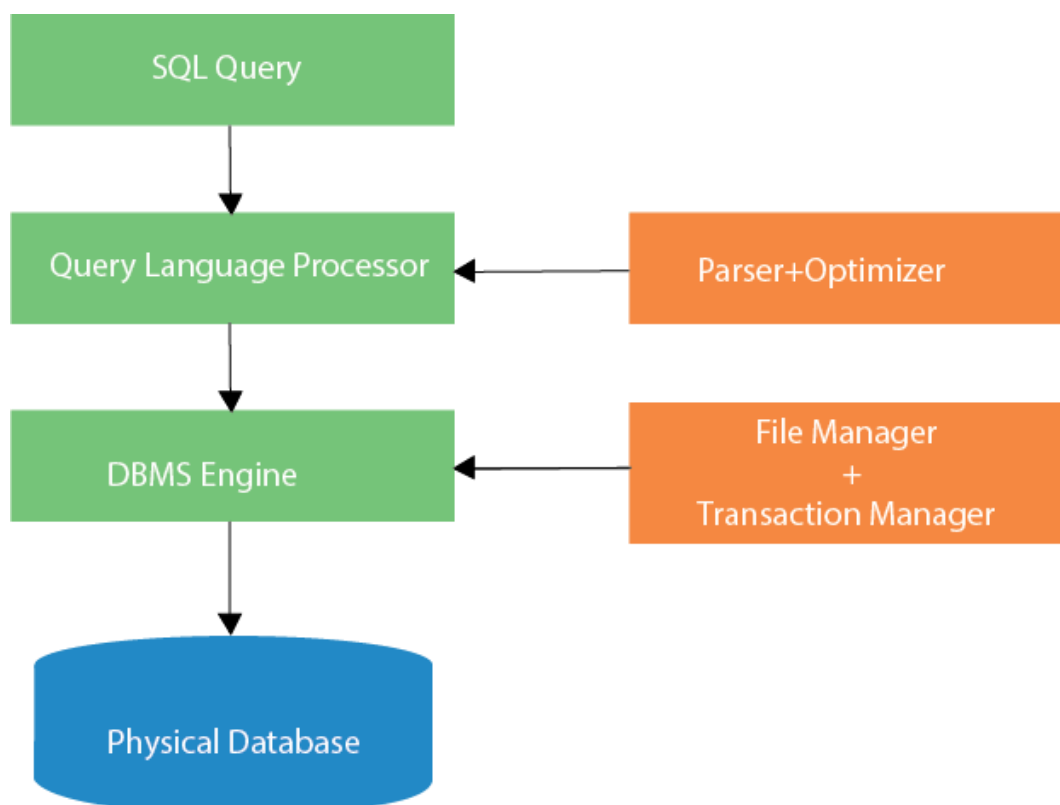 SQL Query
Query Language Processor
Parser+Optimizer
DBMS Engine
File Manager
+
Transaction Manager
Physical Database